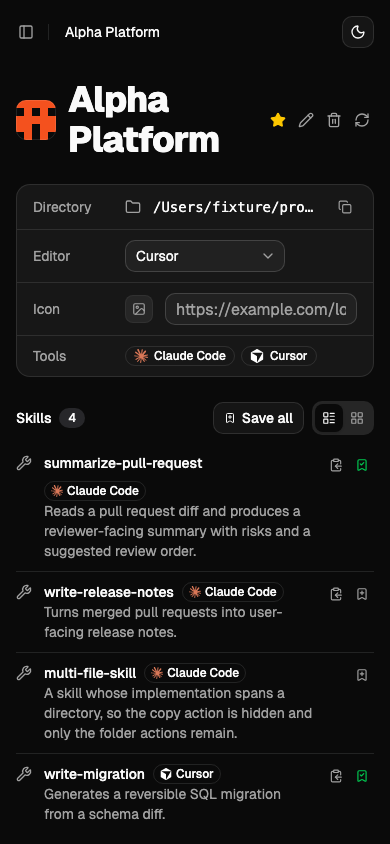 Alpha Platform
Alpha
Platform
Directory
/Users/fixture/pro…
Editor
Cursor
Icon
https://example.com/lo
Tools
Claude Code
Cursor
Skills 4
Save all
summarize-pull-request
Claude Code
Reads a pull request diff and produces a
reviewer-facing summary with risks and a
suggested review order.
write-release-notes Claude Code
Turns merged pull requests into user-
facing release notes.
multi-file-skill Claude Code
A skill whose implementation spans a
directory, so the copy action is hidden and
only the folder actions remain.
write-migration Cursor
Generates a reversible SQL migration
from a schema diff.